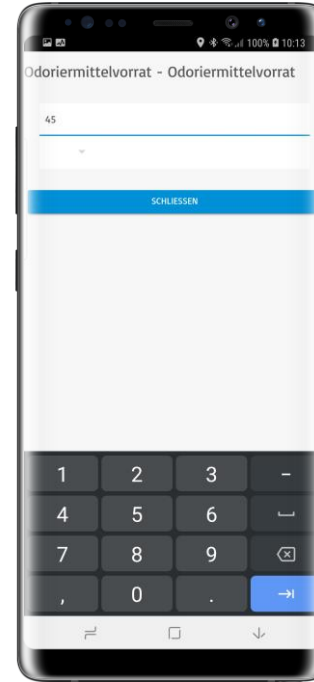 100% 10:13
Odoriermittelvorrat - Odoriermittelvorrat
45
SCHLIESSEN
1 2 3 -
4 5 6
7 8 9
, 0 .